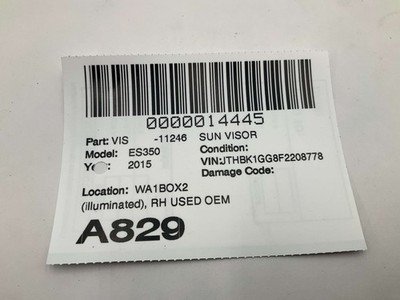 0000014445
Part: VIS -11246 SUN VISOR
Model: ES350 Condition:
Year: 2015 VIN:JTHBK1GG8F2208778
Damage Code:
Location: WA1BOX2
(illuminated), RH USED OEM
A829